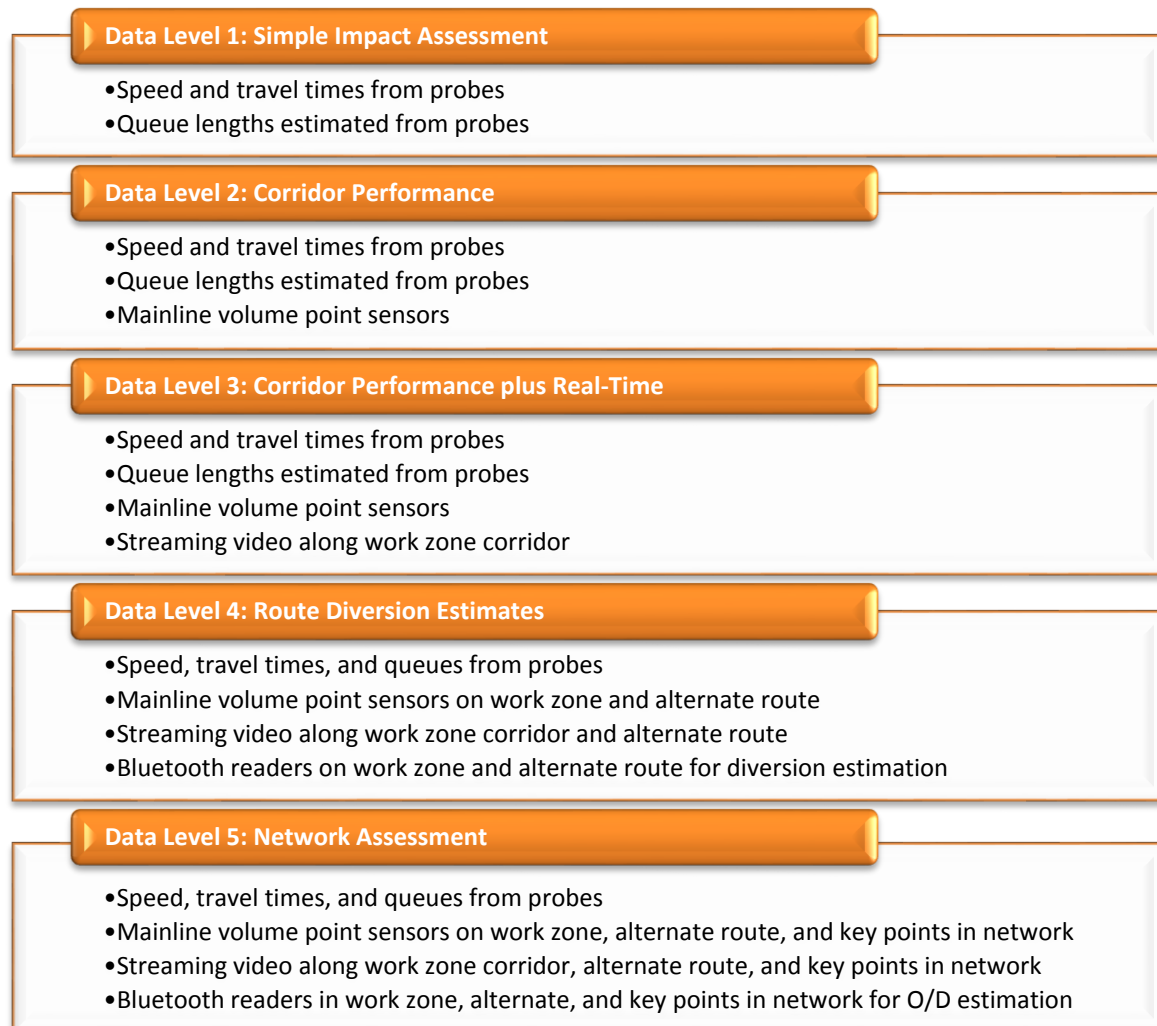 Data Level 1: Simple Impact Assessment
•Speed and travel times from probes
•Queue lengths estimated from probes
Data Level 2: Corridor Performance
•Speed and travel times from probes
•Queue lengths estimated from probes
•Mainline volume point sensors
Data Level 3: Corridor Performance plus Real-Time
•Speed and travel times from probes
•Queue lengths estimated from probes
•Mainline volume point sensors
•Streaming video along work zone corridor
Data Level 4: Route Diversion Estimates
•Speed, travel times, and queues from probes
•Mainline volume point sensors on work zone and alternate route
•Streaming video along work zone corridor and alternate route
•Bluetooth readers on work zone and alternate route for diversion estimation
Data Level 5: Network Assessment
•Speed, travel times, and queues from probes
•Mainline volume point sensors on work zone, alternate route, and key points in network
•Streaming video along work zone corridor, alternate route, and key points in network
•Bluetooth readers in work zone, alternate, and key points in network for O/D estimation